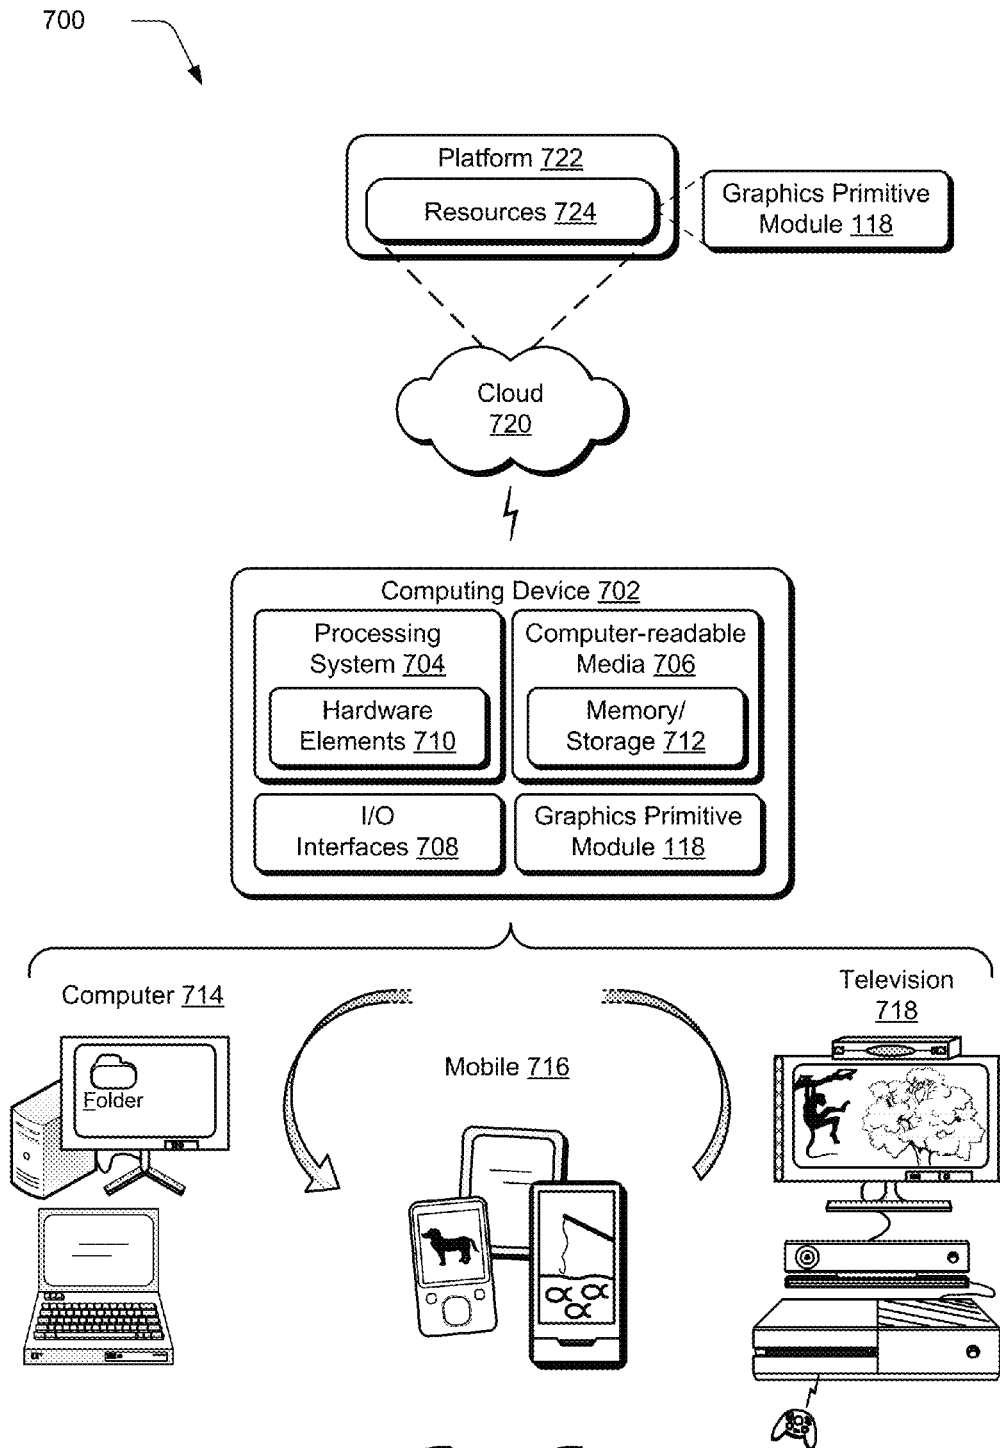 700
Platform 722
Resources 724
Graphics Primitive
Module 118
Cloud
720
Computing Device 702
Processing
System 704
Hardware
Elements 710
Computer-readable
Media 706
Memory/
Storage 712
I/O
Interfaces 708
Graphics Primitive
Module 118
Computer 714
Folder
Mobile 716
Television
718